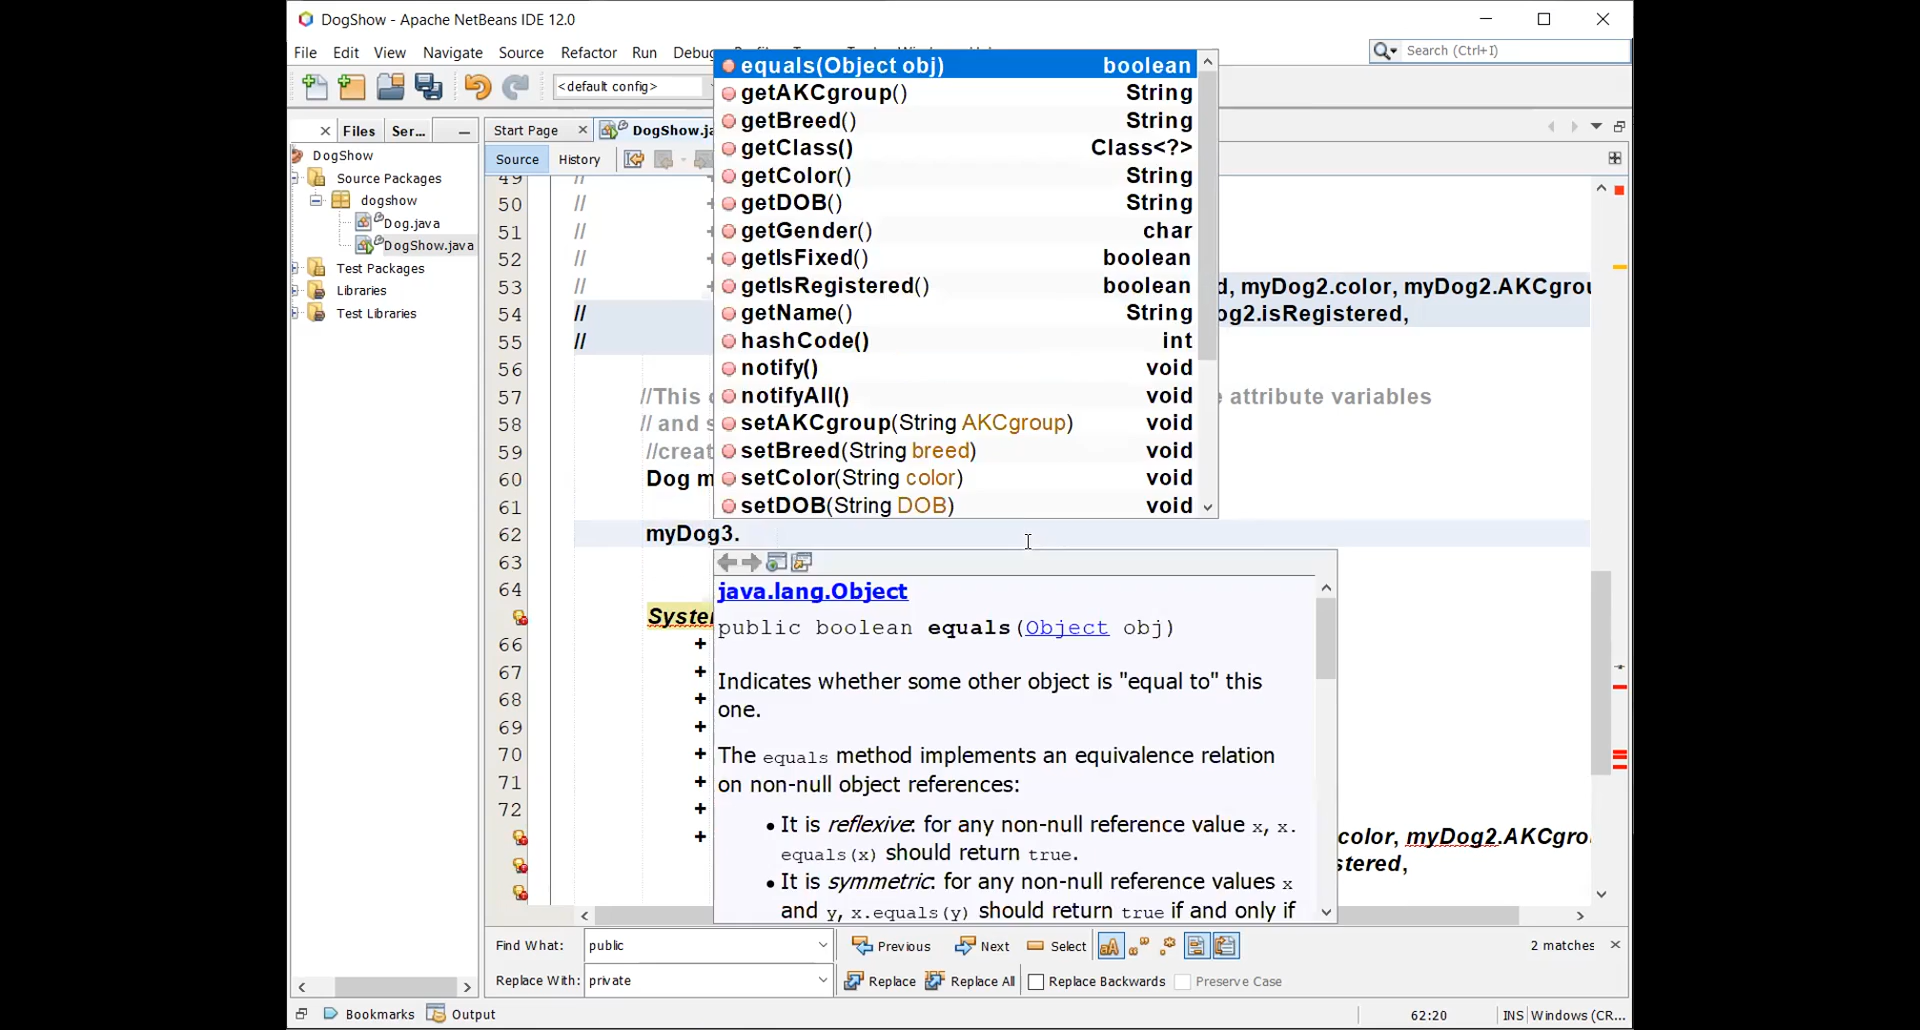 DogShow - Apache NetBeans IDE 12.0
File Edit View Navigate Source Refactor Run Debug
Search (Ctrl+I)
<default config>
Files Ser...
Start Page
DogShow.ja
Source History
DogShow
Source Packages
dogshow
Dog.java
DogShow.java
Test Packages
Libraries
Test Libraries
equals(Object obj) boolean
getAKCgroup() String
getBreed() String
getClass() Class<?>
getColor() String
getDOB() String
getGender() char
getIsFixed() boolean
getIsRegistered() boolean
getName() String
hashCode() int
notify() void
notifyAll() void
setAKCgroup(String AKCgroup) void
setBreed(String breed) void
setColor(String color) void
setDOB(String DOB) void
49 //
50 //
51 //
52 //
53 // d, myDog2.color, myDog2.AKCgrou
54 // og2.isRegistered,
55 //
56
57 //This e attribute variables
58 // and s
59 //creat
60 Dog m
61
62 myDog3.
63
64
System
66 +
67 +
68 +
69 +
70 +
71 +
72 +
+ color, myDog2.AKCgro
stered,
java.lang.Object
public boolean equals(Object obj)
Indicates whether some other object is "equal to" this
one.
The equals method implements an equivalence relation
on non-null object references:
• It is reflexive: for any non-null reference value x, x.
equals(x) should return true.
• It is symmetric: for any non-null reference values x
and y, x.equals(y) should return true if and only if
Find What: public Previous Next Select 2 matches
Replace With: private Replace Replace All Replace Backwards Preserve Case
Bookmarks Output 62:20 INS Windows (CR...